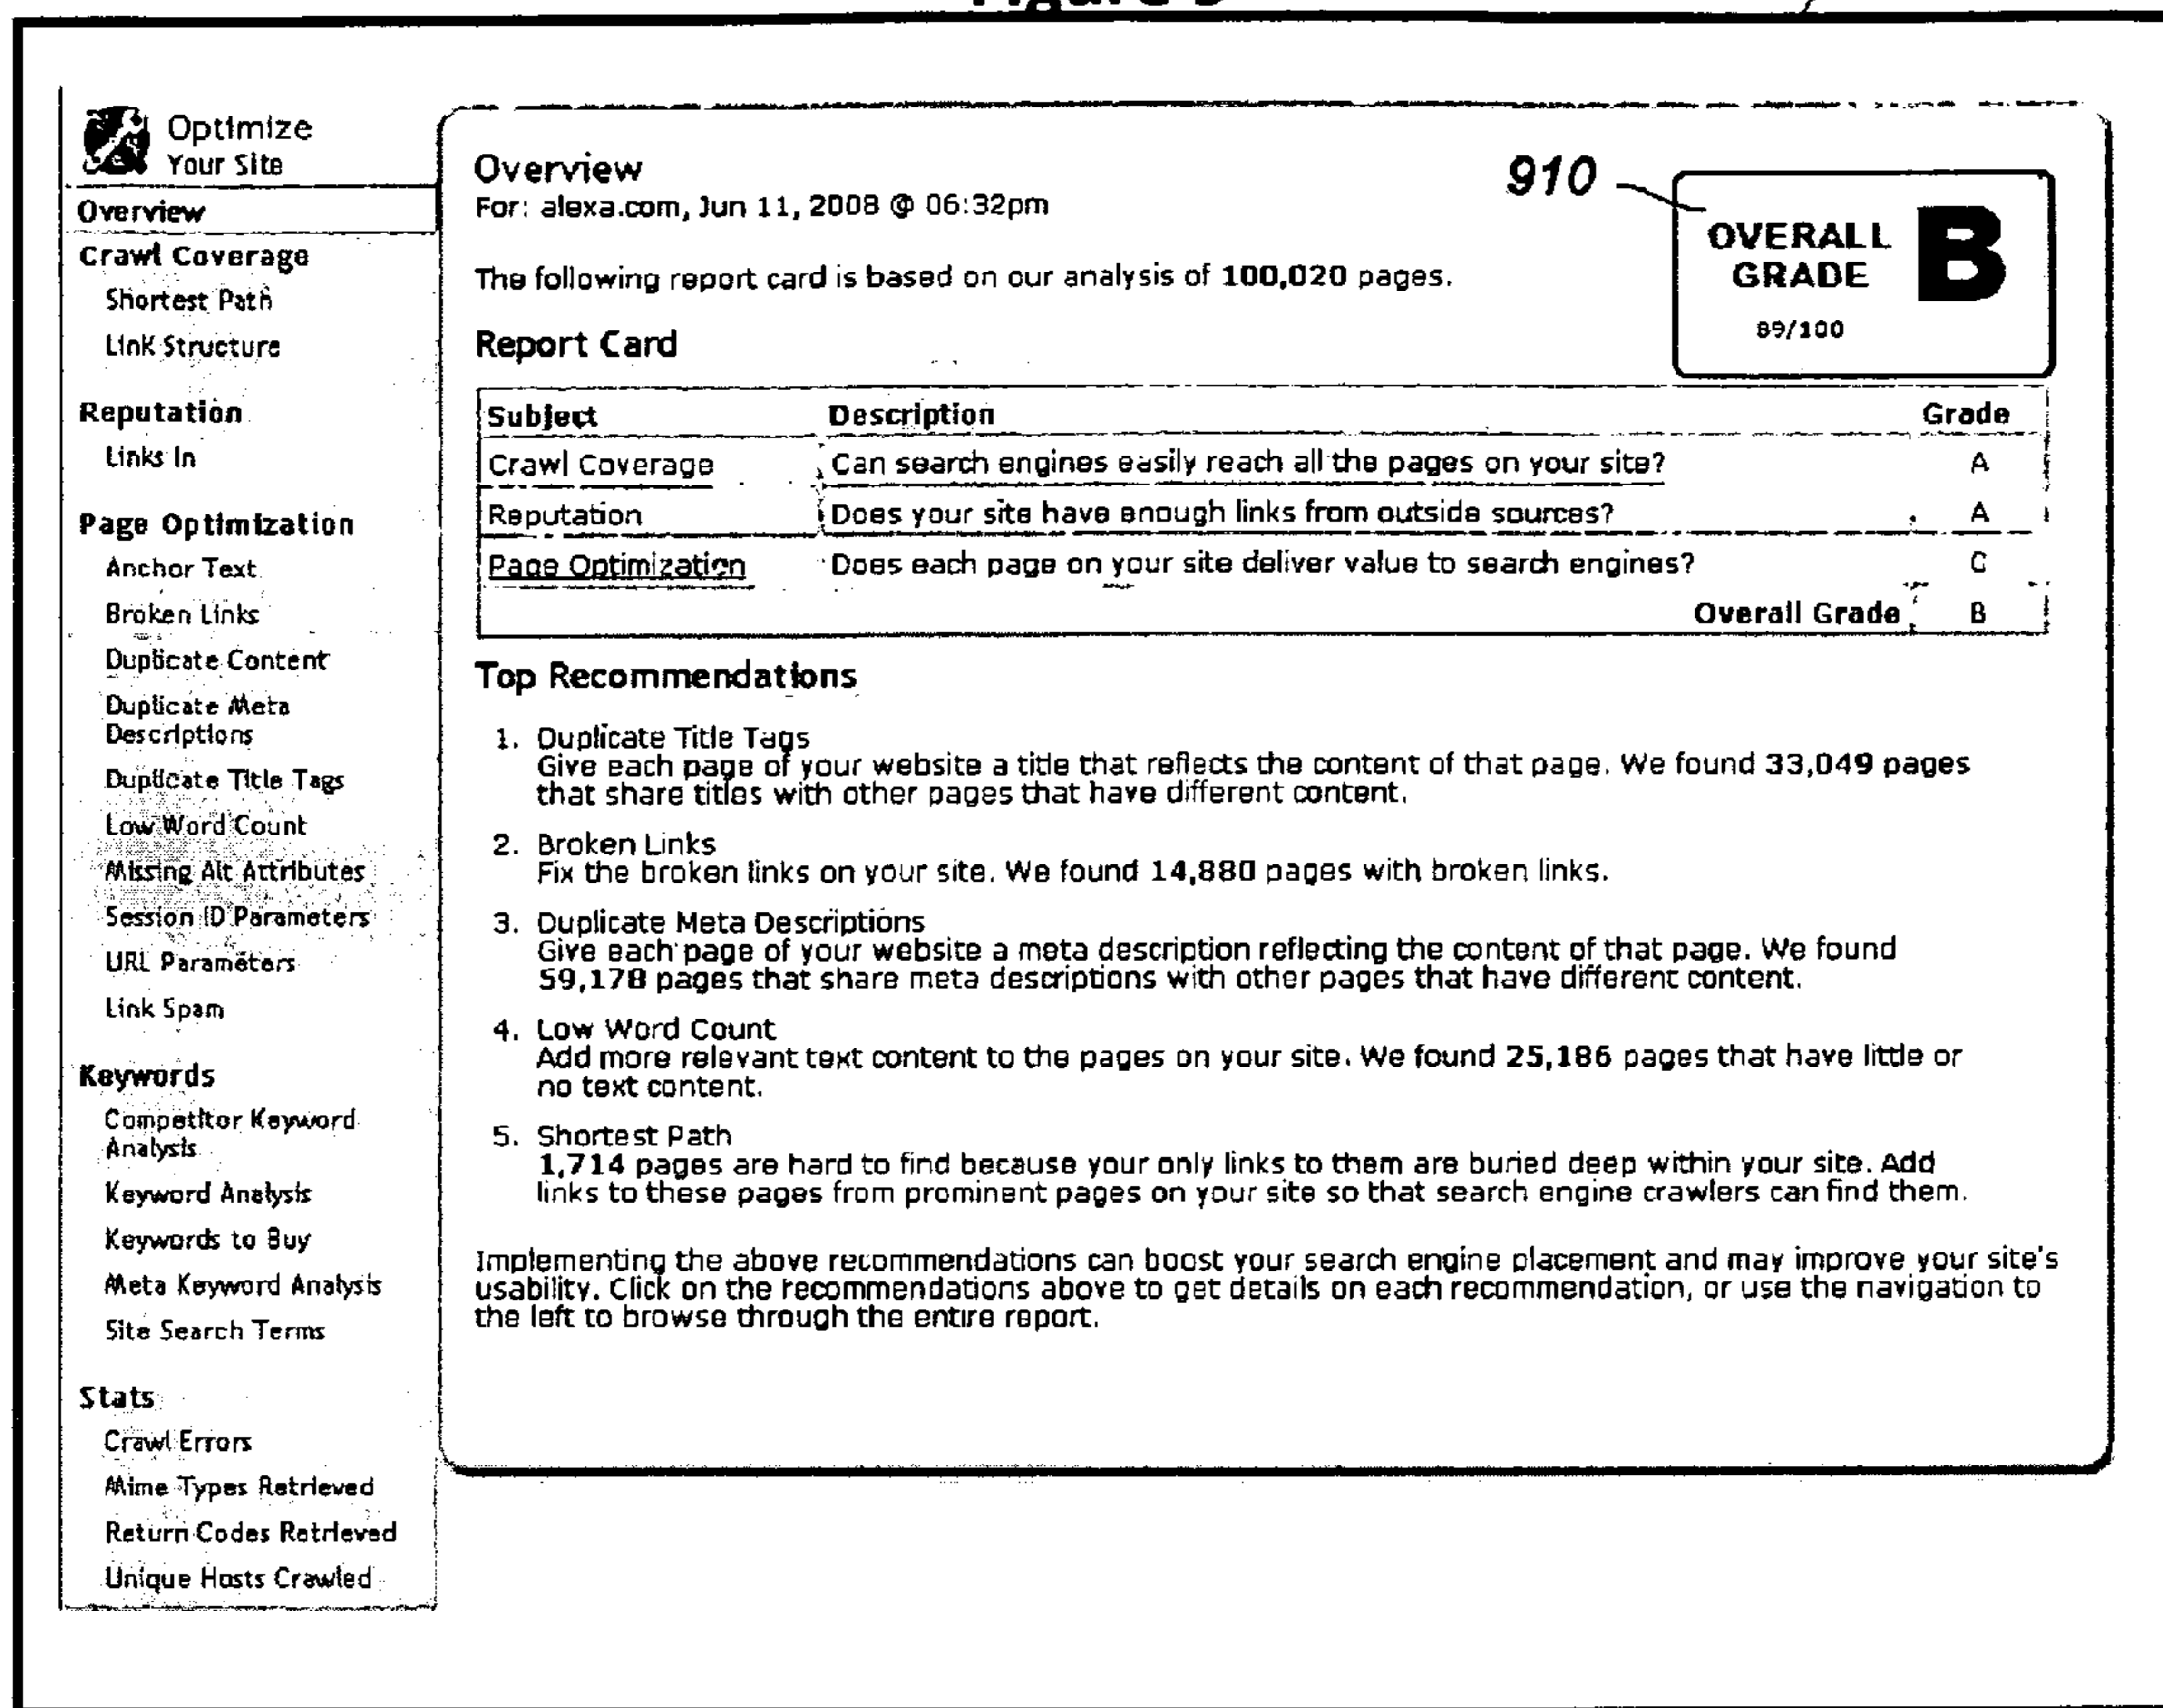 Optimize
Your Site
Overview
Crawl Coverage
Shortest Path
Link Structure
Reputation
Links In
Page Optimization
Anchor Text
Broken Links
Duplicate Content
Duplicate Meta
Descriptions
Duplicate Title Tags
Low Word Count
Missing Alt Attributes
Session ID Parameters
URL Parameters
Link Spam
Keywords
Competitor Keyword
Analysis
Keyword Analysis
Keywords to Buy
Meta Keyword Analysis
Site Search Terms
Stats
Crawl Errors
Mime Types Retrieved
Return Codes Retrieved
Unique Hosts Crawled
Overview
For: alexa.com, Jun 11, 2008 @ 06:32pm
910
The following report card is based on our analysis of 100,020 pages.
OVERALL
GRADE
B
89/100
Report Card
Subject Description Grade
Crawl Coverage Can search engines easily reach all the pages on your site? A
Reputation Does your site have enough links from outside sources? A
Page Optimization Does each page on your site deliver value to search engines? C
Overall Grade B
Top Recommendations
1. Duplicate Title Tags
Give each page of your website a title that reflects the content of that page. We found 33,049 pages
that share titles with other pages that have different content.
2. Broken Links
Fix the broken links on your site. We found 14,880 pages with broken links.
3. Duplicate Meta Descriptions
Give each page of your website a meta description reflecting the content of that page. We found
59,178 pages that share meta descriptions with other pages that have different content.
4. Low Word Count
Add more relevant text content to the pages on your site. We found 25,186 pages that have little or
no text content.
5. Shortest Path
1,714 pages are hard to find because your only links to them are buried deep within your site. Add
links to these pages from prominent pages on your site so that search engine crawlers can find them.
Implementing the above recommendations can boost your search engine placement and may improve your site's
usability. Click on the recommendations above to get details on each recommendation, or use the navigation to
the left to browse through the entire report.